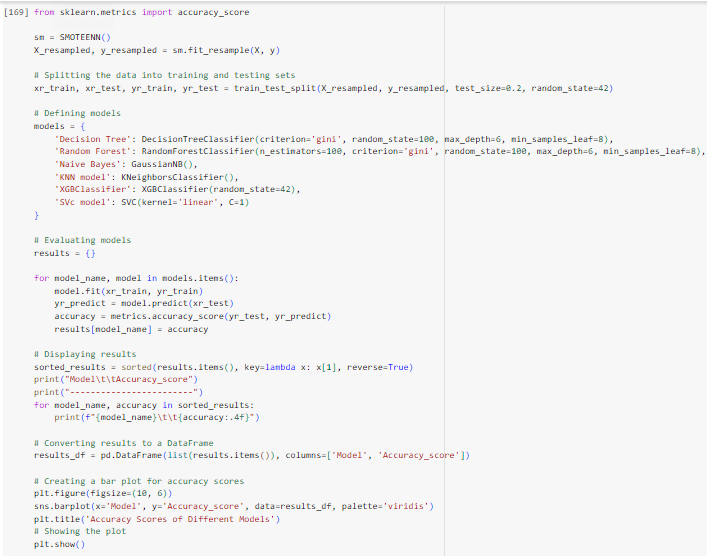 [169] from sklearn.metrics import accuracy_score
sm = SMOTEENN()
X_resampled, y_resampled = sm.fit_resample(X, y)
# Splitting the data into training and testing sets
xr_train, xr_test, yr_train, yr_test = train_test_split(X_resampled, y_resampled, test_size=0.2, random_state=42)
# Defining models
models = {
'Decision Tree': DecisionTreeClassifier(criterion='gini', random_state=100, max_depth=6, min_samples_leaf=8),
'Random Forest': RandomForestClassifier(n_estimators=100, criterion='gini', random_state=100, max_depth=6, min_samples_leaf=8),
'Naive Bayes': GaussianNB(),
'KNN model': KNeighborsClassifier(),
'XGBClassifier': XGBClassifier(random_state=42),
'SVc model': SVC(kernel='linear', C=1)
}
# Evaluating models
results = {}
for model_name, model in models.items():
model.fit(xr_train, yr_train)
yr_predict = model.predict(xr_test)
accuracy = metrics.accuracy_score(yr_test, yr_predict)
results[model_name] = accuracy
# Displaying results
sorted_results = sorted(results.items(), key=lambda x: x[1], reverse=True)
print("Model\t\tAccuracy_score")
print("------------------------")
for model_name, accuracy in sorted_results:
print(f"{model_name}\t\t{accuracy:.4f}")
# Converting results to a DataFrame
results_df = pd.DataFrame(list(results.items()), columns=['Model', 'Accuracy_score'])
# Creating a bar plot for accuracy scores
plt.figure(figsize=(10, 6))
sns.barplot(x='Model', y='Accuracy_score', data=results_df, palette='viridis')
plt.title('Accuracy Scores of Different Models')
# Showing the plot
plt.show()